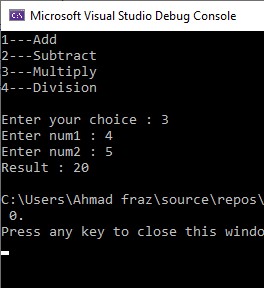 Microsoft Visual Studio Debug Console
1---Add
2---Subtract
3---Multiply
4---Division
Enter your choice : 3
Enter num1 : 4
Enter num2 : 5
Result : 20
C:\Users\Ahmad fraz\source\repos\
0.
Press any key to close this windo